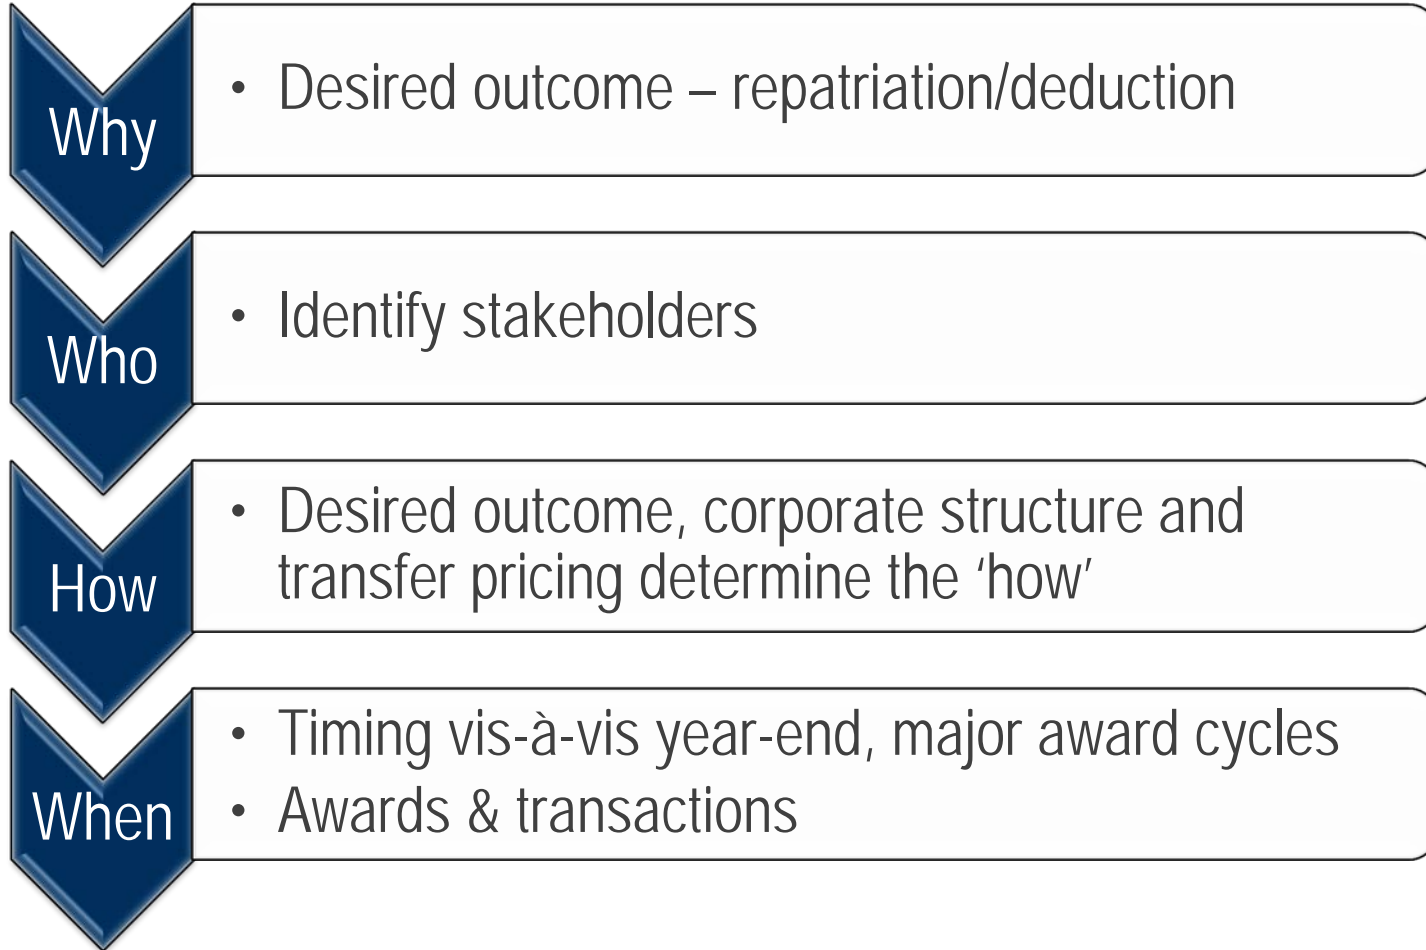 Why
• Desired outcome – repatriation/deduction
Who
• Identify stakeholders
How
• Desired outcome, corporate structure and
transfer pricing determine the ‘how’
When
• Timing vis-à-vis year-end, major award cycles
• Awards & transactions